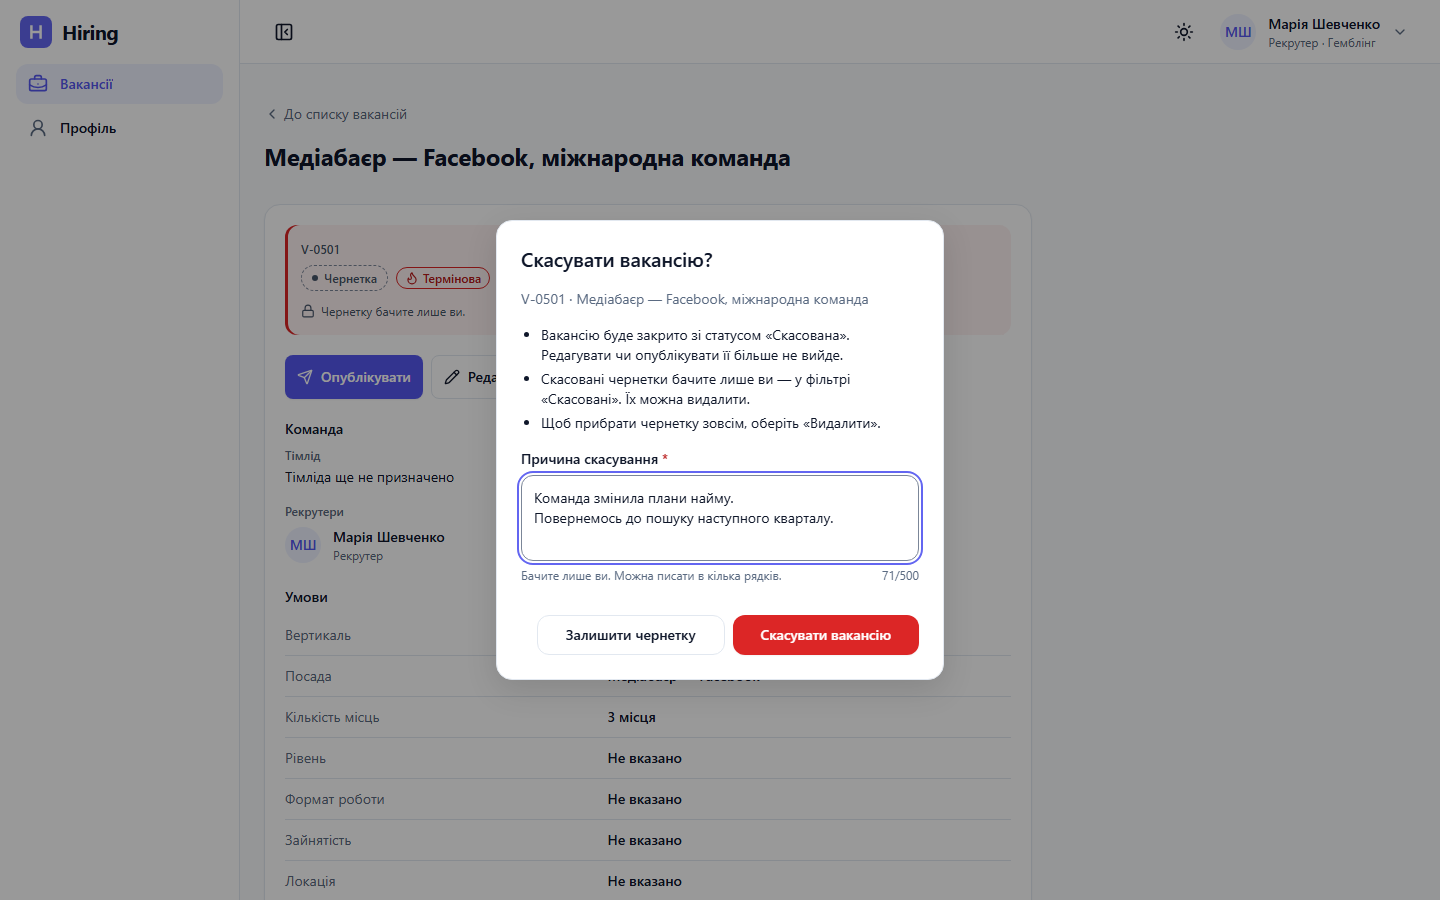 H Hiring
Вакансії
Профіль
МШ
Марія Шевченко
Рекрутер · Гемблінг
До списку вакансій
Медіабаєр — Facebook, міжнародна команда
V-0501
Чернетка
Термінова
Чернетку бачите лише ви.
Опублікувати
Команда
Тімлід
Тімліда ще не призначено
Рекрутери
МШ
Марія Шевченко
Рекрутер
Умови
Вертикаль
Посада
Кількість місць
3 місця
Рівень
Не вказано
Формат роботи
Не вказано
Зайнятість
Не вказано
Локація
Не вказано
Скасувати вакансію?
V-0501 · Медіабаєр — Facebook, міжнародна команда
• Вакансію буде закрито зі статусом «Скасована».
Редагувати чи опублікувати її більше не вийде.
• Скасовані чернетки бачите лише ви — у фільтрі
«Скасовані». Їх можна видалити.
• Щоб прибрати чернетку зовсім, оберіть «Видалити».
Причина скасування *
Команда змінила плани найму.
Повернемось до пошуку наступного кварталу.
Бачите лише ви. Можна писати в кілька рядків.
71/500
Залишити чернетку
Скасувати вакансію